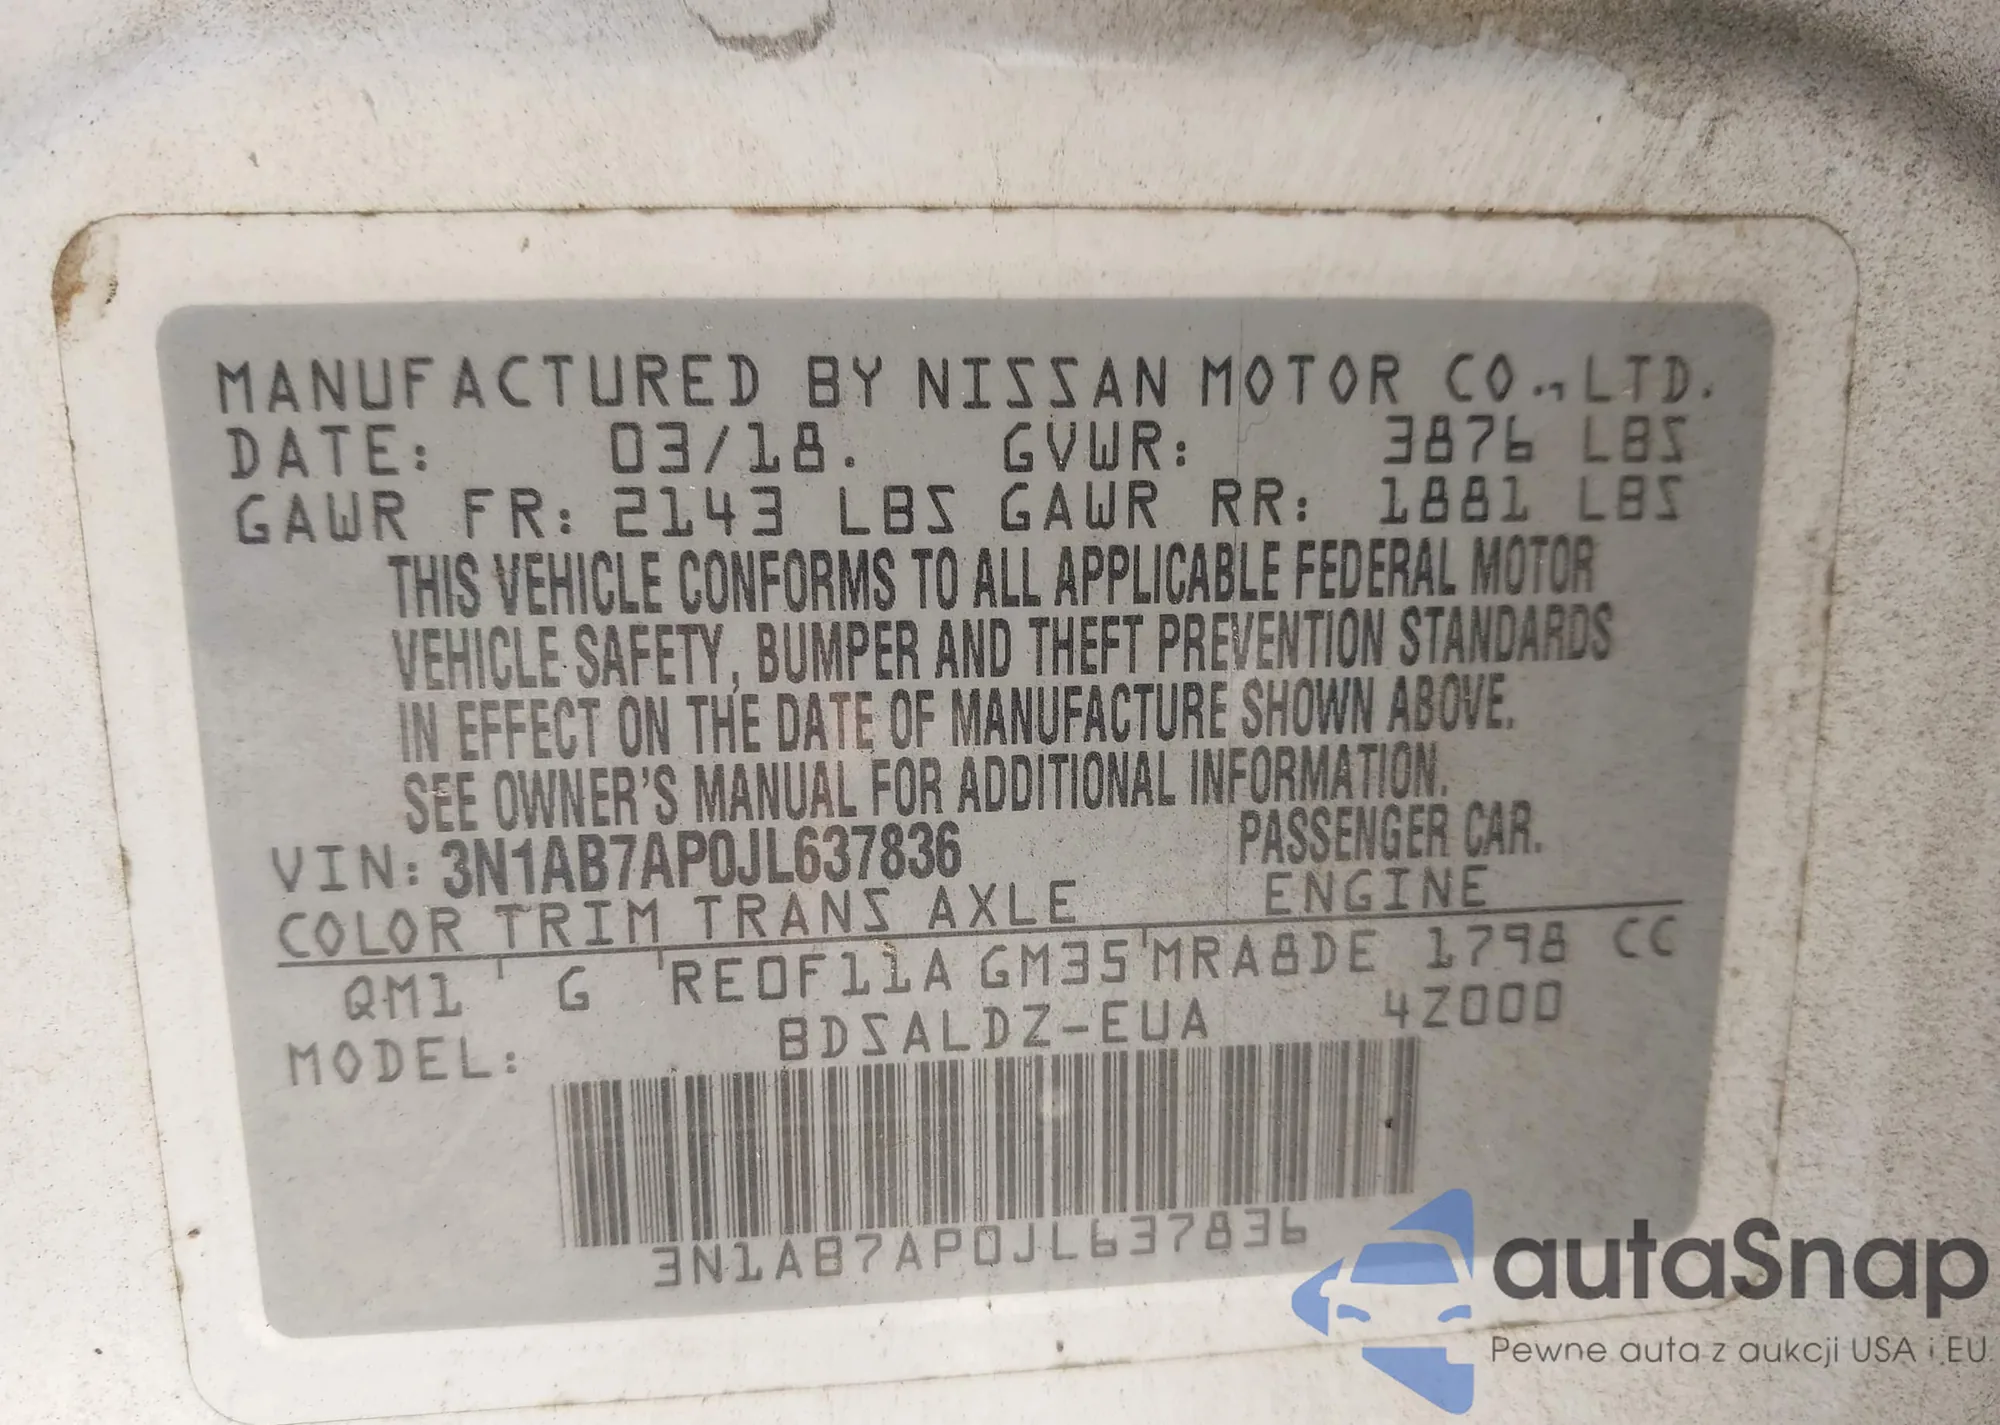 MANUFACTURED BY NISSAN MOTOR CO., LTD.
DATE: 03/18. GVWR: 3876 LBS
GAWR FR: 2143 LBS GAWR RR: 1881 LBS
THIS VEHICLE CONFORMS TO ALL APPLICABLE FEDERAL MOTOR
VEHICLE SAFETY, BUMPER AND THEFT PREVENTION STANDARDS
IN EFFECT ON THE DATE OF MANUFACTURE SHOWN ABOVE.
SEE OWNER'S MANUAL FOR ADDITIONAL INFORMATION.
VIN: 3N1AB7AP0JL637836 PASSENGER CAR.
COLOR TRIM TRANS AXLE ENGINE
QM1 G RE0F11A GM35 MRA8DE 1798 CC
MODEL: BDSALDZ-EUA 4Z000
3N1AB7AP0JL637836
autaSnap
Pewne auta z aukcji USA i EU